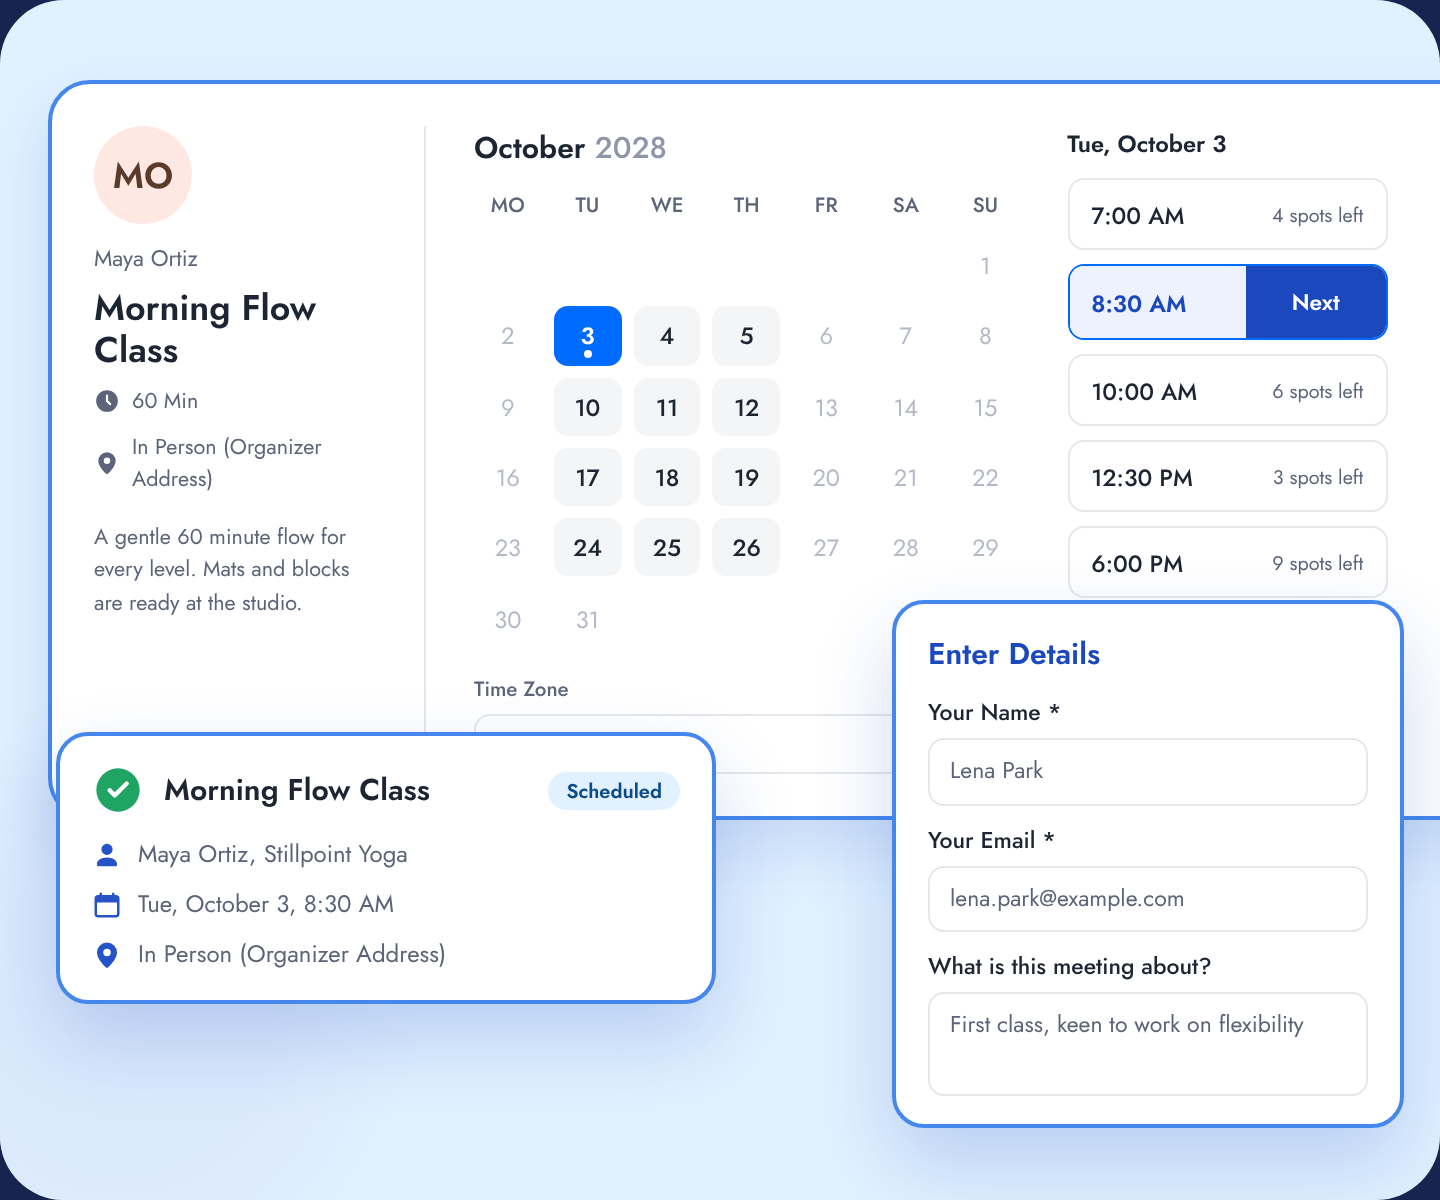 MO
Maya Ortiz
Morning Flow
Class
60 Min
In Person (Organizer
Address)
A gentle 60 minute flow for
every level. Mats and blocks
are ready at the studio.
October 2028
MO TU WE TH FR SA SU
1
2 3 4 5 6 7 8
9 10 11 12 13 14 15
16 17 18 19 20 21 22
23 24 25 26 27 28 29
30 31
Time Zone
Tue, October 3
7:00 AM 4 spots left
8:30 AM Next
10:00 AM 6 spots left
12:30 PM 3 spots left
6:00 PM 9 spots left
Morning Flow Class Scheduled
Maya Ortiz, Stillpoint Yoga
Tue, October 3, 8:30 AM
In Person (Organizer Address)
Enter Details
Your Name *
Lena Park
Your Email *
lena.park@example.com
What is this meeting about?
First class, keen to work on flexibility